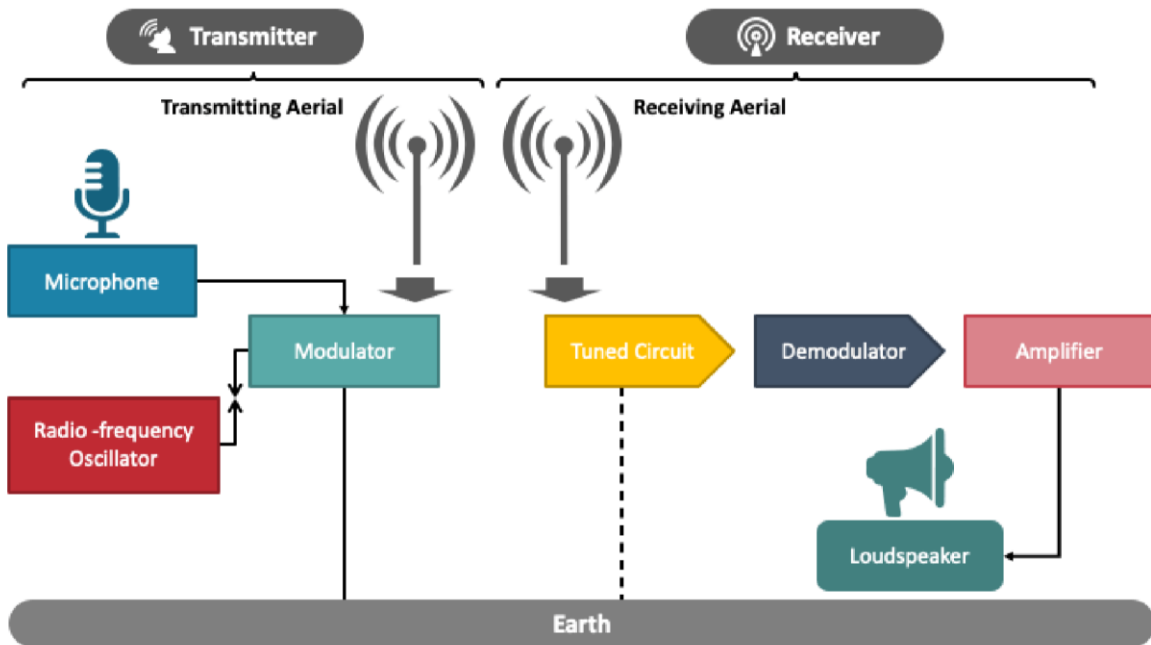 Transmitter
Receiver
Transmitting Aerial
Receiving Aerial
Microphone
Modulator
Tuned Circuit
Demodulator
Amplifier
Radio -frequency
Oscillator
Loudspeaker
Earth